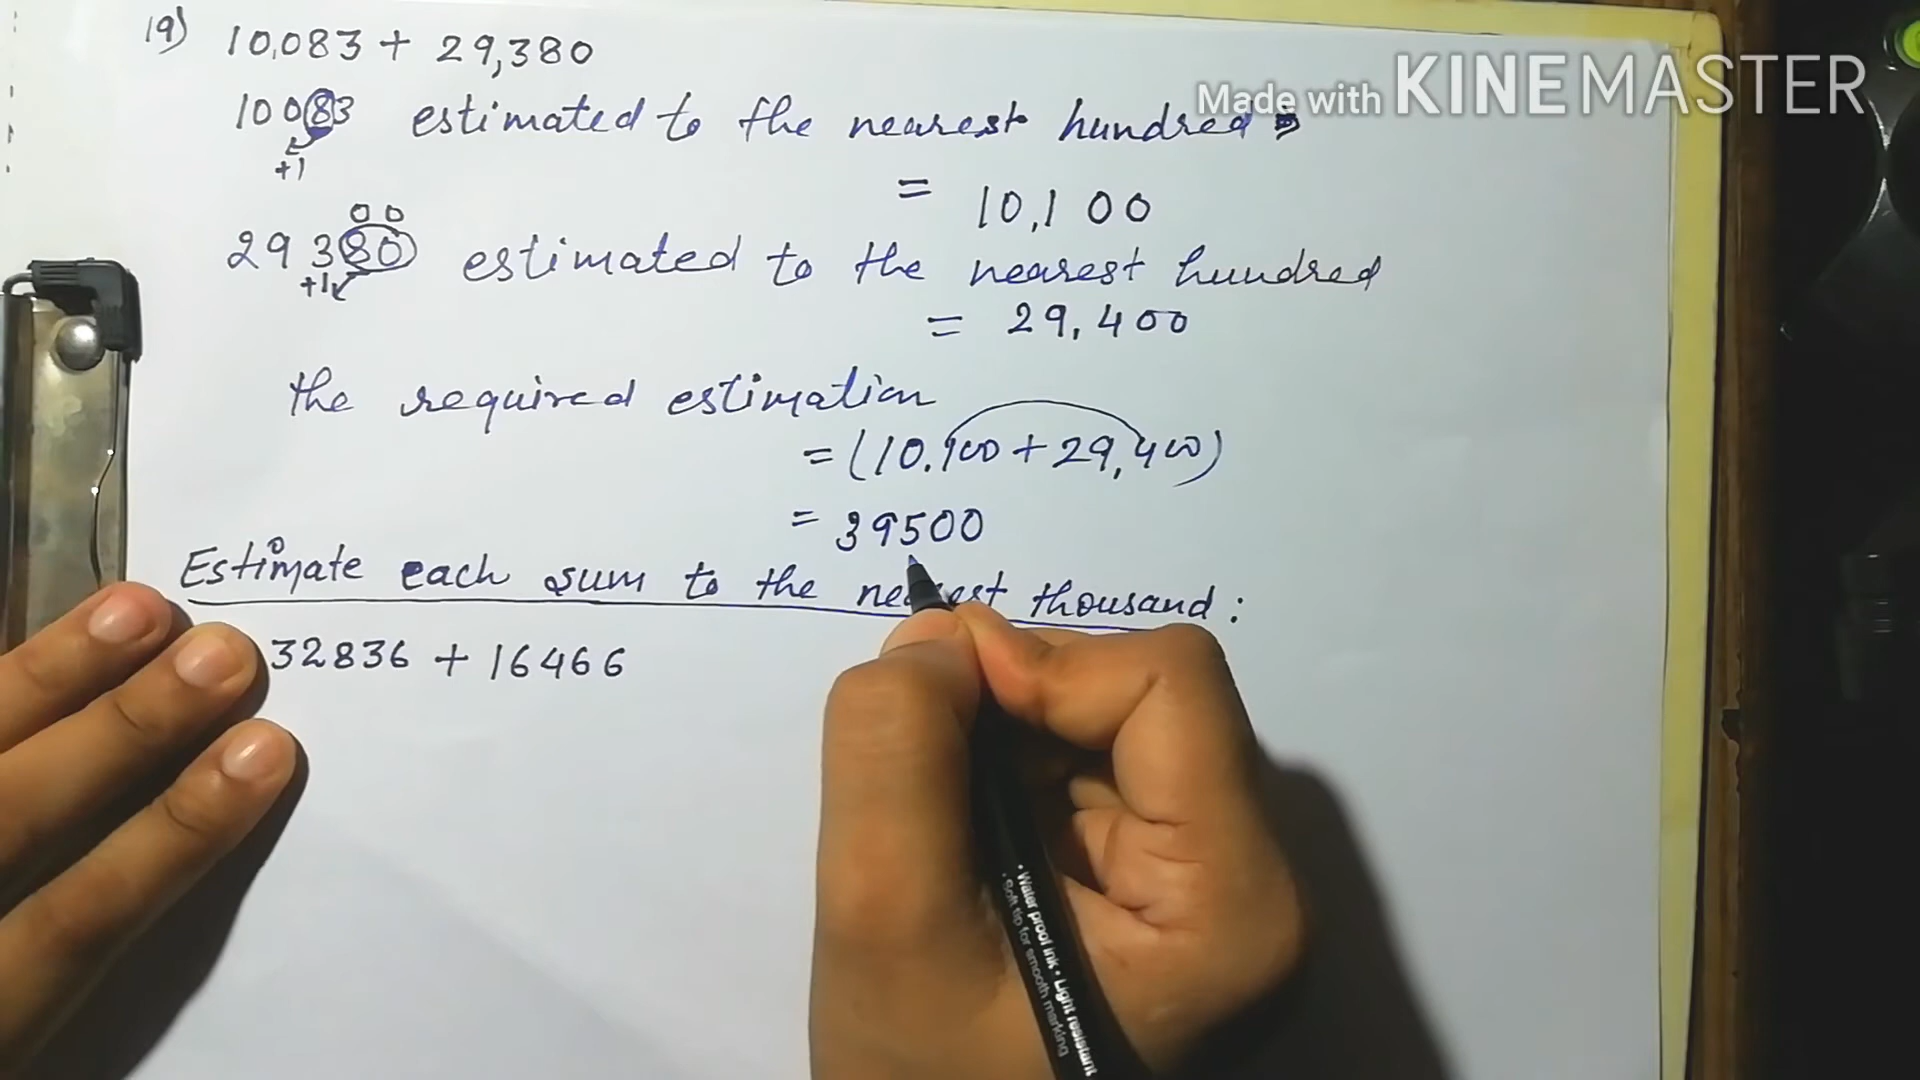 19) 10,083 + 29,380
Made with KINEMASTER
10083 estimated to the nearest hundred
+1
= 10,100
00
29380 estimated to the nearest hundred
+1
= 29,400
the required estimation
= (10,100 + 29,400)
= 39500
Estimate each sum to the nearest thousand:
32836 + 16466
• Water proof ink • Light resistant
• Soft tip for smooth marking